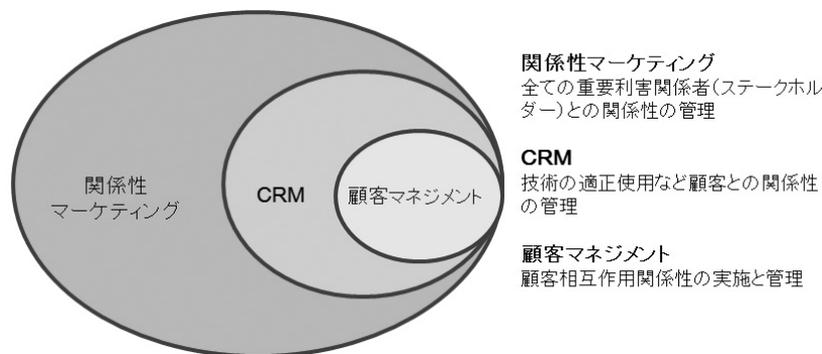 関係性
マーケティング
CRM
顧客マネジメント
関係性マーケティング
全ての重要利害関係者(ステークホル
ダー)との関係性の管理
CRM
技術の適正使用など顧客との関係性
の管理
顧客マネジメント
顧客相互作用関係性の実施と管理